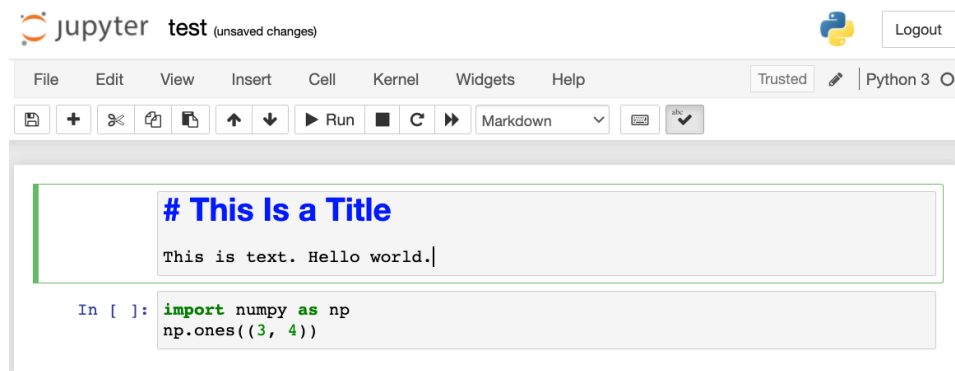 jupyter test (unsaved changes) Logout
File Edit View Insert Cell Kernel Widgets Help Trusted Python 3
Run Markdown abc
# This Is a Title
This is text. Hello world.
In [ ]: import numpy as np
np.ones((3, 4))